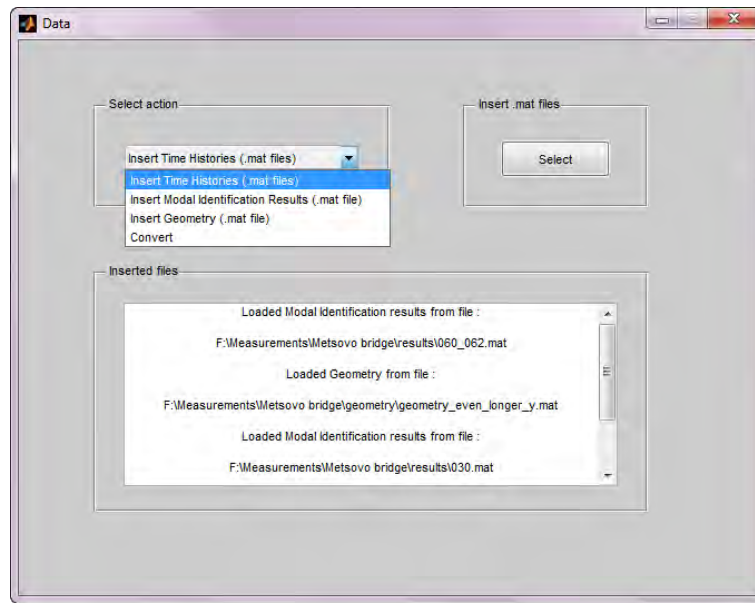 Data
Select action
Insert .mat files
Insert Time Histories (.mat files)
Select
Insert Time Histories (.mat files)
Insert Modal Identification Results (.mat file)
Insert Geometry (.mat file)
Convert
Inserted files
Loaded Modal Identification results from file :
F:\Measurements\Metsovo bridge\results\060_062.mat
Loaded Geometry from file :
F:\Measurements\Metsovo bridge\geometry\geometry_even_longer_y.mat
Loaded Modal Identification results from file :
F:\Measurements\Metsovo bridge\results\030.mat